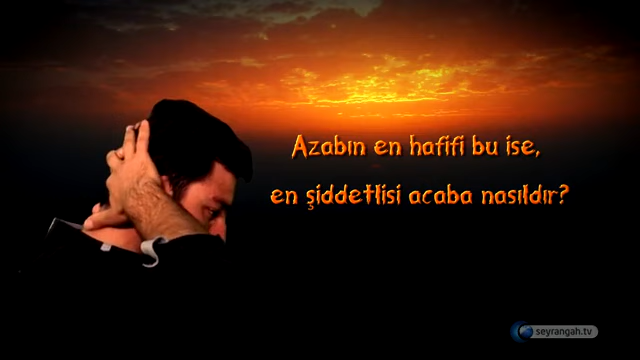 Azabın en hafifi bu ise,
en şiddetlisi acaba nasıldır?
seyrangah.tv